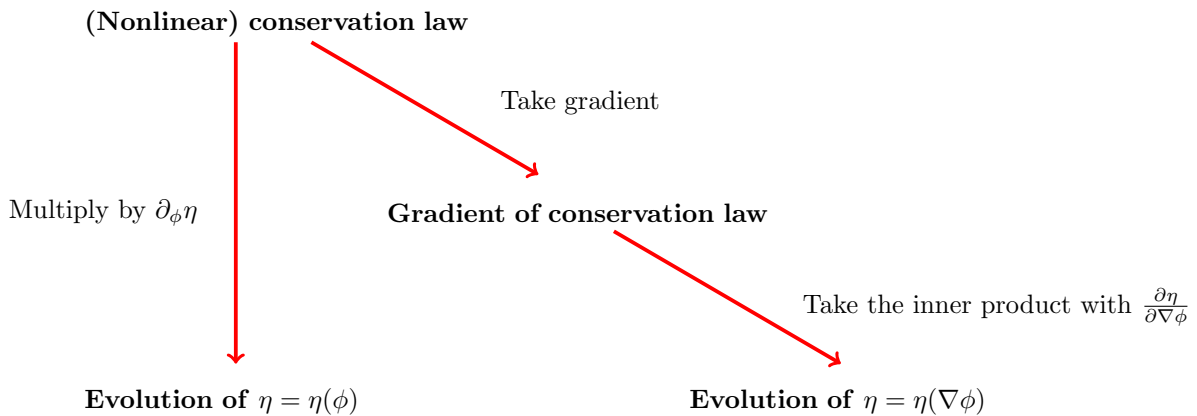 (Nonlinear) conservation law
Take gradient
Multiply by ∂_ϕη
Gradient of conservation law
Take the inner product with ∂η/∂∇ϕ
Evolution of η = η(ϕ)
Evolution of η = η(∇ϕ)